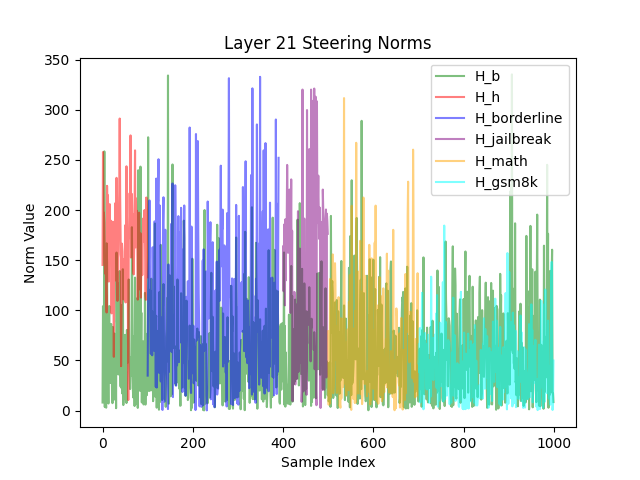 Layer 21 Steering Norms
350
300
250
200
150
100
50
0
Norm Value
H_b
H_h
H_borderline
H_jailbreak
H_math
H_gsm8k
0
200
400
600
800
1000
Sample Index